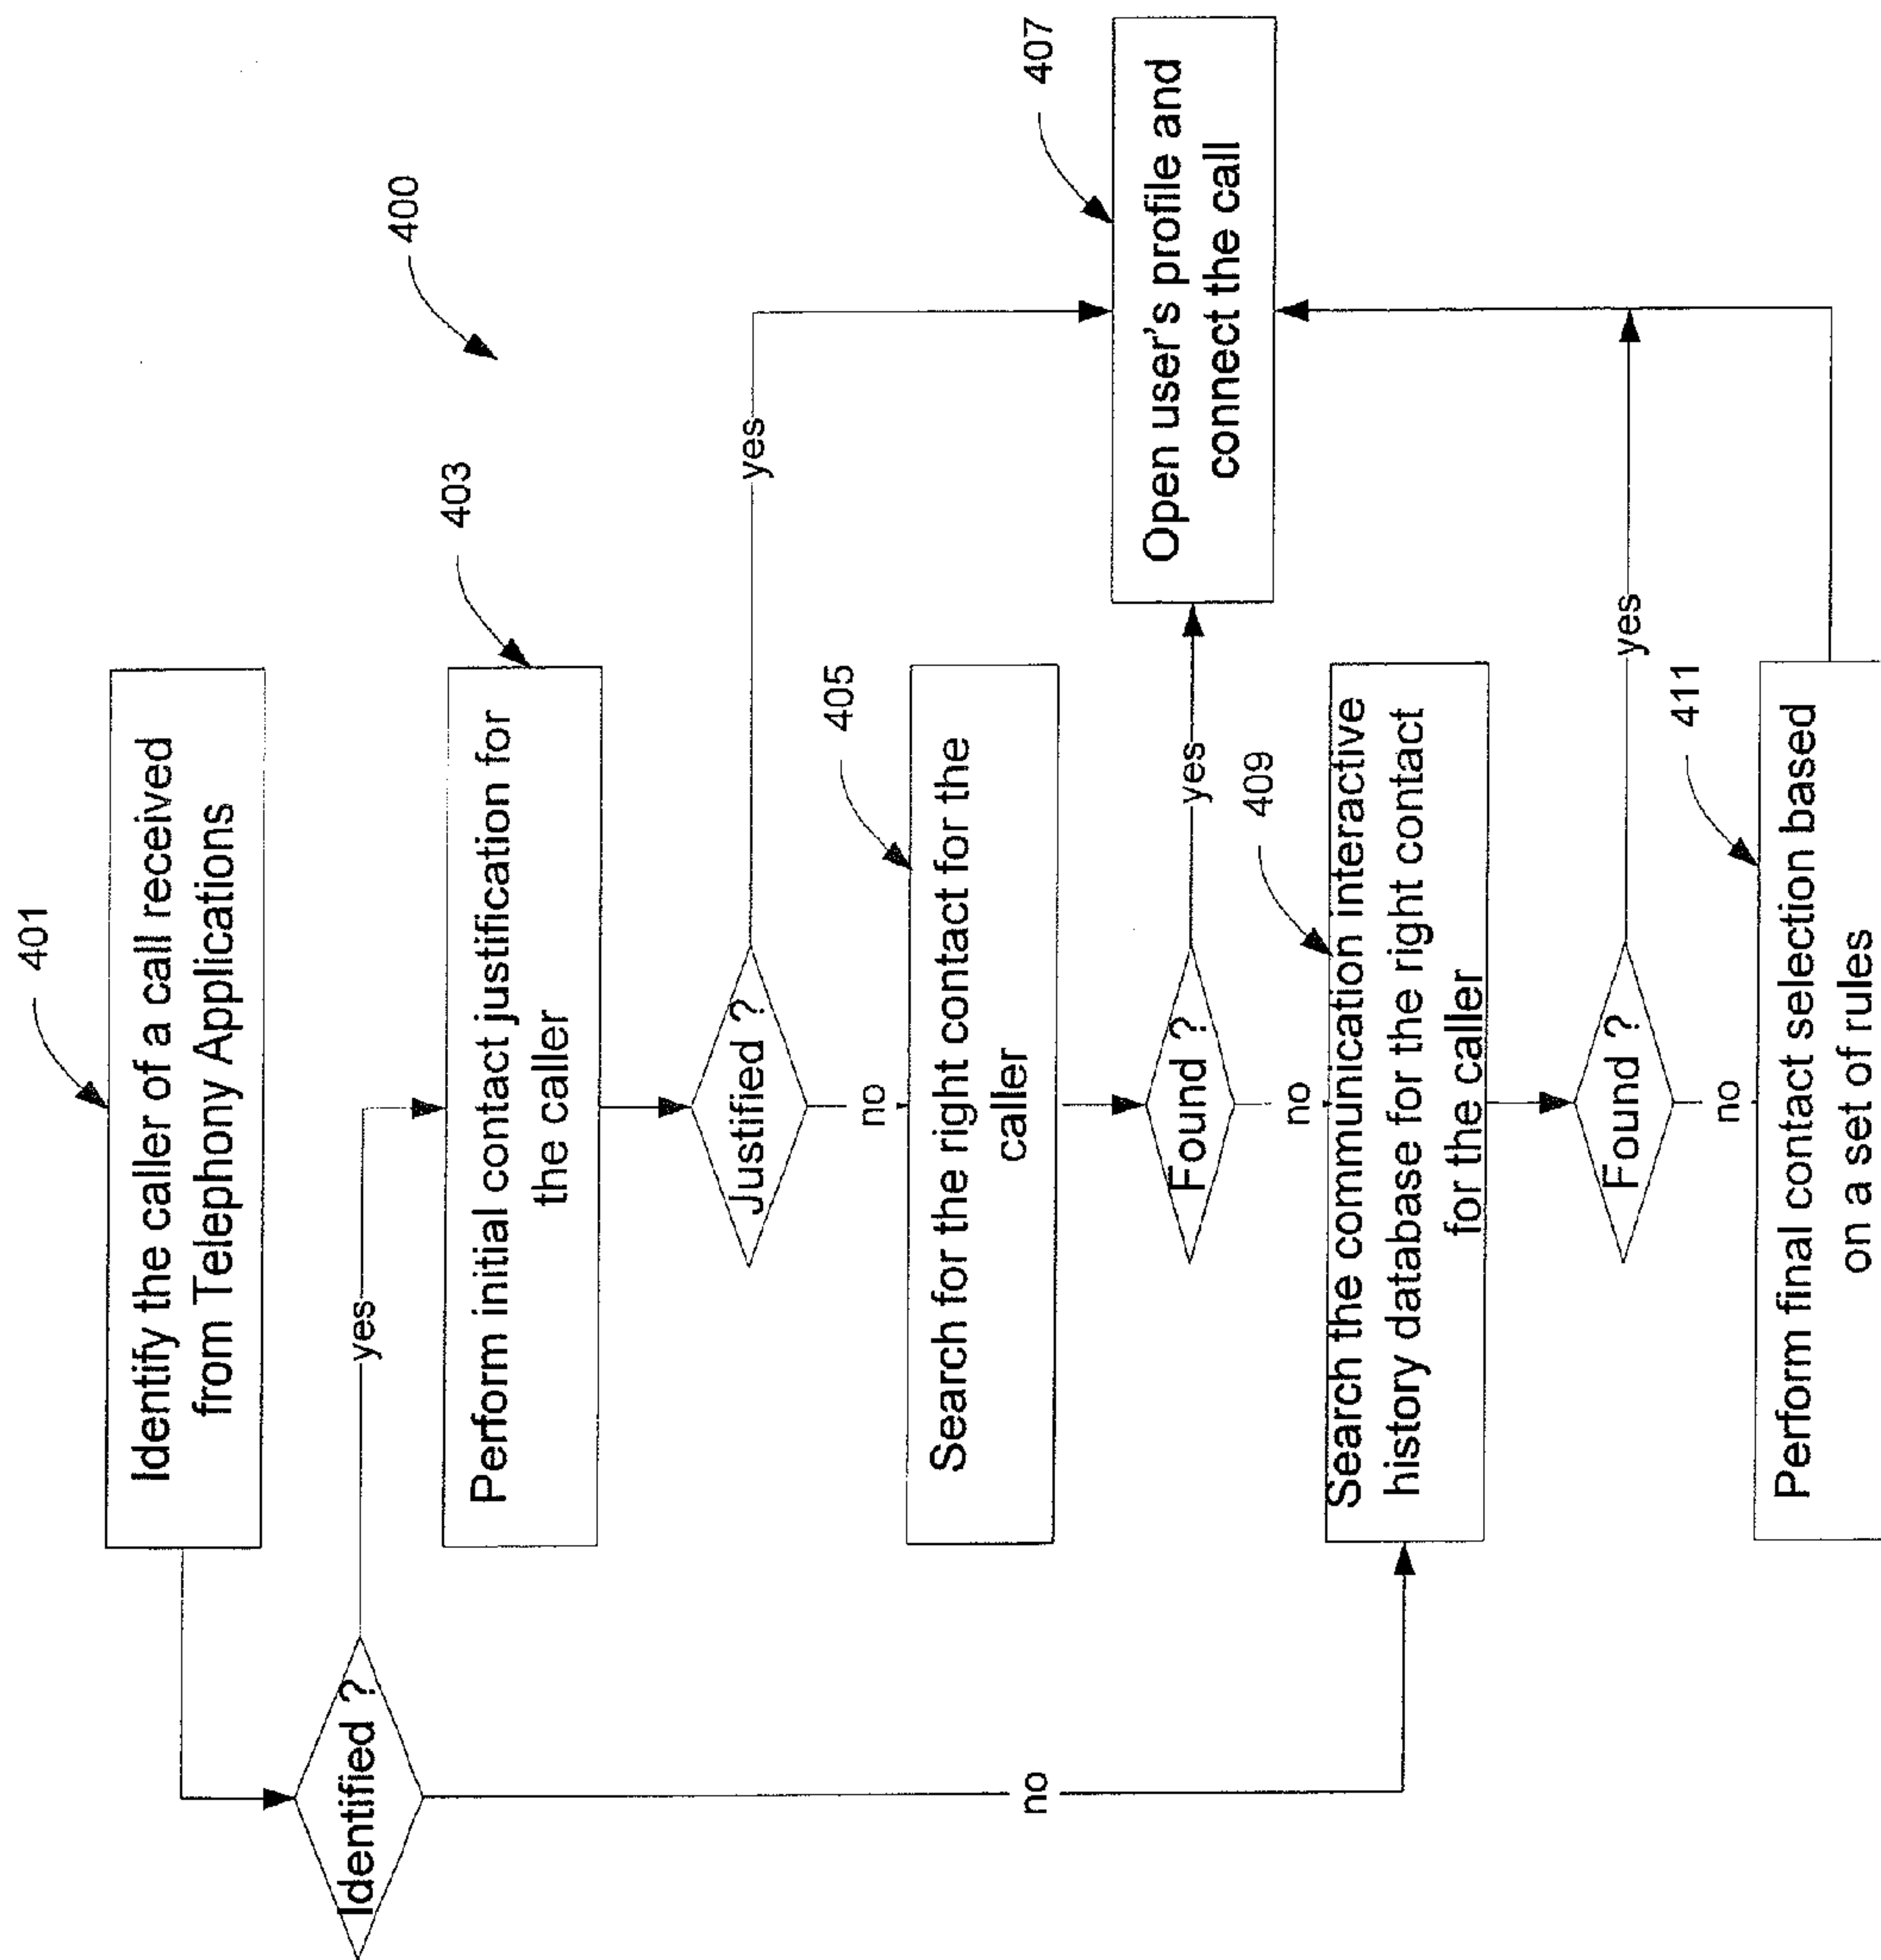 400
401
Identify the caller of a call received
from Telephony Applications
Identified ?
yes
no
403
Perform initial contact justification for
the caller
Justified ?
yes
no
405
Search for the right contact for the
caller
Found ?
yes
no
407
Open user's profile and
connect the call
409
Search the communication interactive
history database for the right contact
for the caller
Found ?
yes
no
411
Perform final contact selection based
on a set of rules